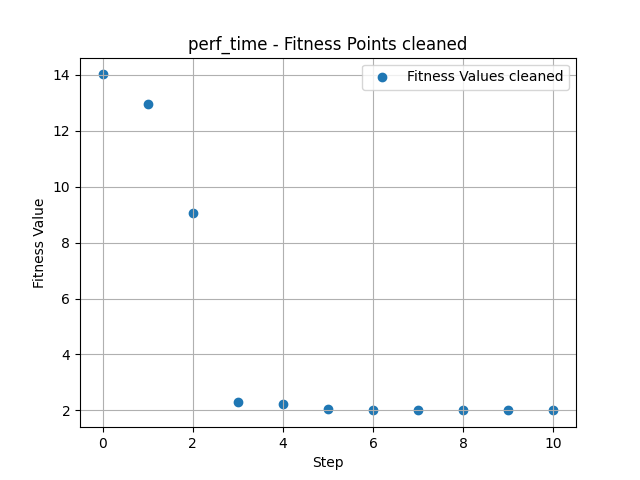 perf_time - Fitness Points cleaned
Fitness Values cleaned
14
12
10
8
6
4
2
Fitness Value
0 2 4 6 8 10
Step